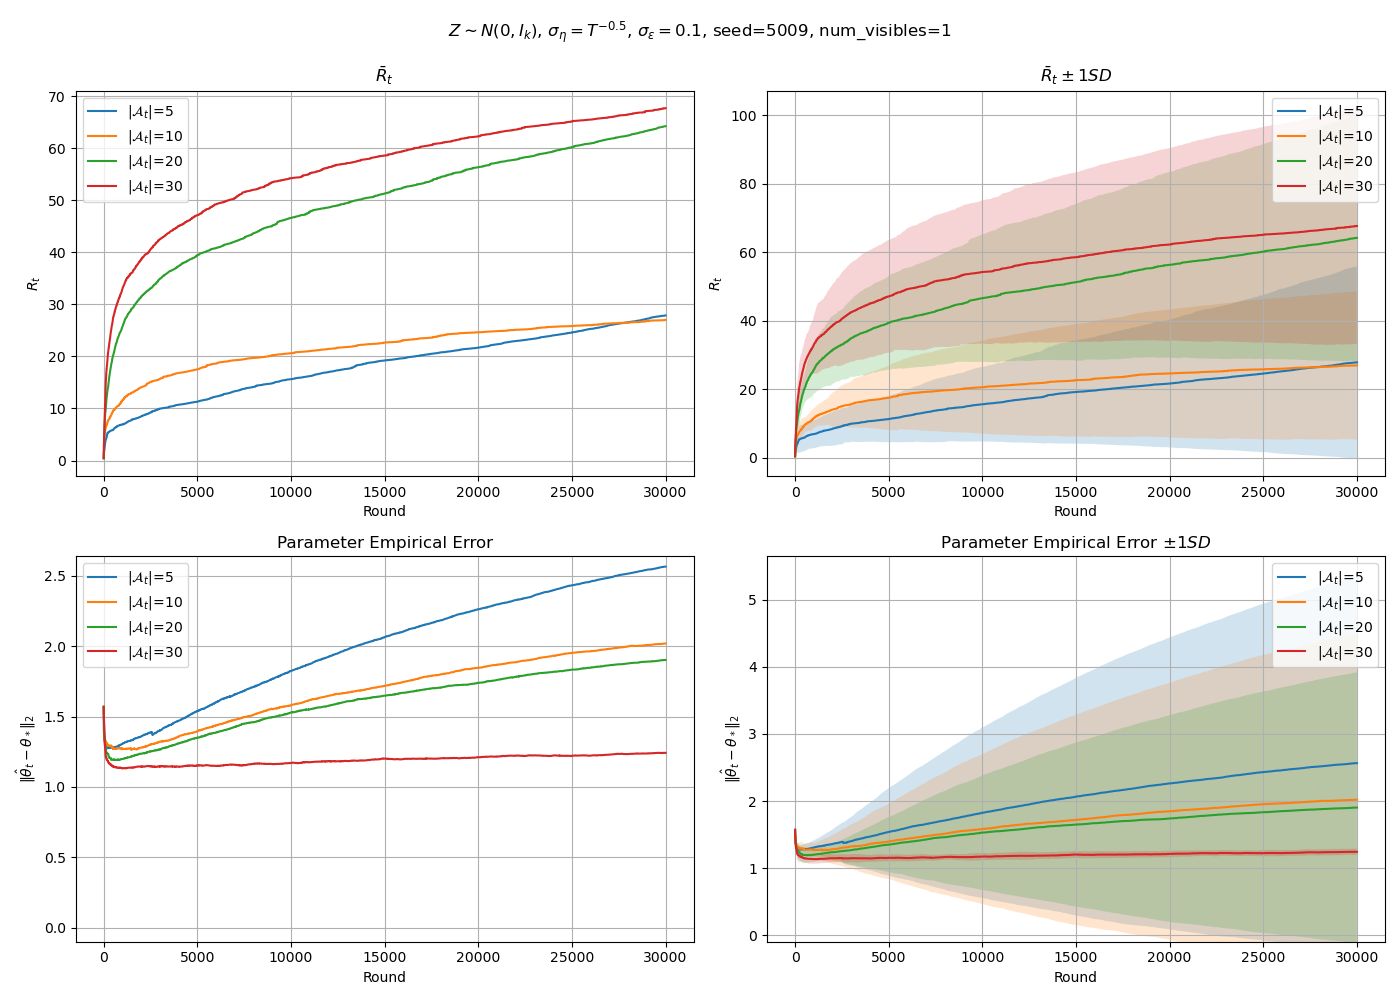 Z ∼ N(0, I_k), σ_η = T^{−0.5}, σ_ε = 0.1, seed=5009, num_visibles=1
R̄_t
R_t
70
60
50
40
30
20
10
0
0 5000 10000 15000 20000 25000 30000
Round
|𝒜_t|=5
|𝒜_t|=10
|𝒜_t|=20
|𝒜_t|=30
R̄_t ± 1SD
R_t
100
80
60
40
20
0
0 5000 10000 15000 20000 25000 30000
Round
|𝒜_t|=5
|𝒜_t|=10
|𝒜_t|=20
|𝒜_t|=30
Parameter Empirical Error
‖θ̂_t − θ_*‖_2
2.5
2.0
1.5
1.0
0.5
0.0
0 5000 10000 15000 20000 25000 30000
Round
|𝒜_t|=5
|𝒜_t|=10
|𝒜_t|=20
|𝒜_t|=30
Parameter Empirical Error ±1SD
‖θ̂_t − θ_*‖_2
5
4
3
2
1
0
0 5000 10000 15000 20000 25000 30000
Round
|𝒜_t|=5
|𝒜_t|=10
|𝒜_t|=20
|𝒜_t|=30